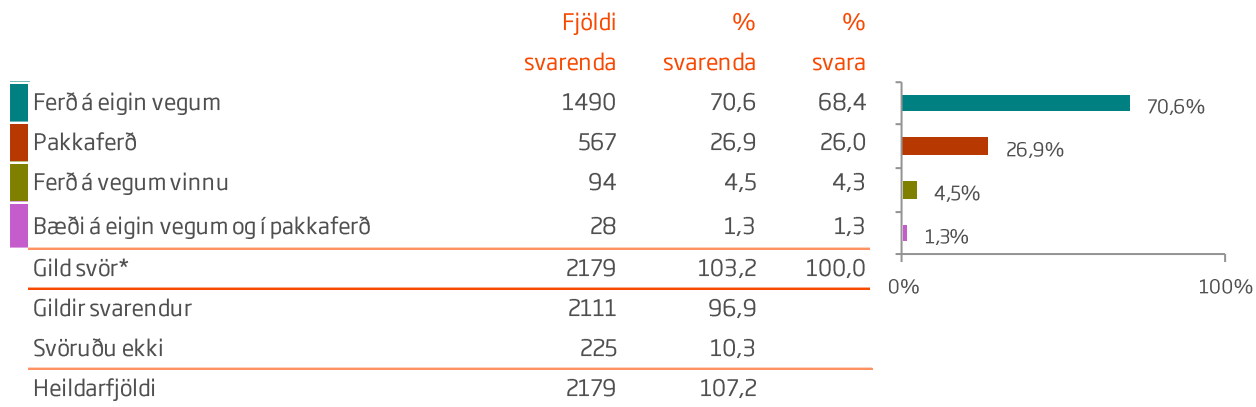 Fjöldi % %
svarenda svarenda svara
Ferð á eigin vegum 1490 70,6 68,4 70,6%
Pakkaferð 567 26,9 26,0 26,9%
Ferð á vegum vinnu 94 4,5 4,3 4,5%
Bæði á eigin vegum og í pakkaferð 28 1,3 1,3 1,3%
Gild svör* 2179 103,2 100,0
0% 100%
Gildir svarendur 2111 96,9
Svöruðu ekki 225 10,3
Heildarfjöldi 2179 107,2